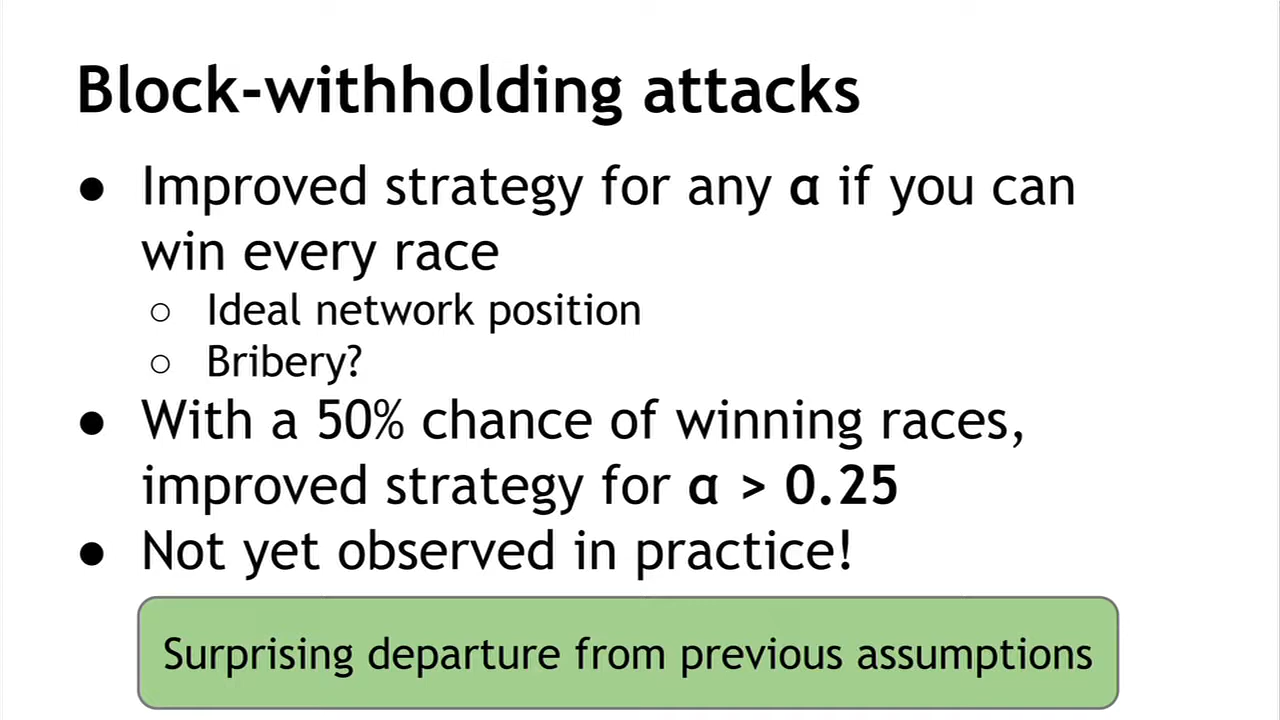 Block-withholding attacks
● Improved strategy for any α if you can
win every race
○ Ideal network position
○ Bribery?
● With a 50% chance of winning races,
improved strategy for α > 0.25
● Not yet observed in practice!
Surprising departure from previous assumptions